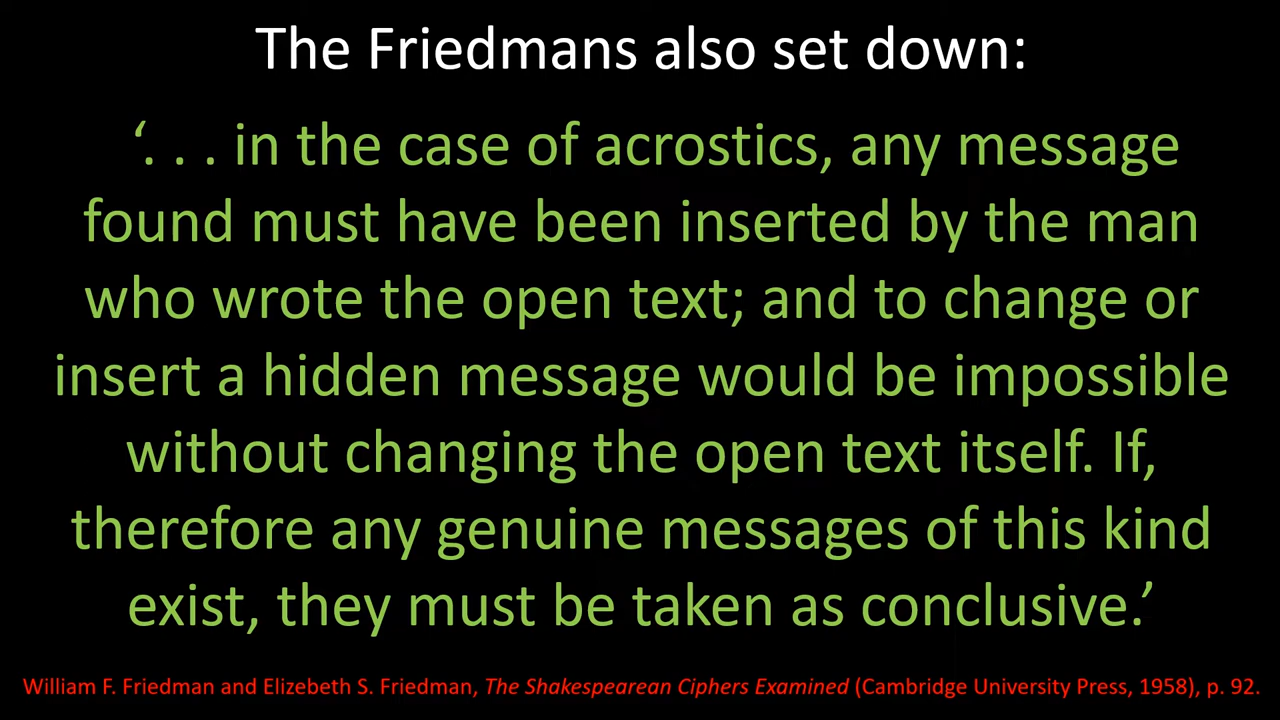 The Friedmans also set down:
‘. . . in the case of acrostics, any message
found must have been inserted by the man
who wrote the open text; and to change or
insert a hidden message would be impossible
without changing the open text itself. If,
therefore any genuine messages of this kind
exist, they must be taken as conclusive.’
William F. Friedman and Elizebeth S. Friedman, The Shakespearean Ciphers Examined (Cambridge University Press, 1958), p. 92.